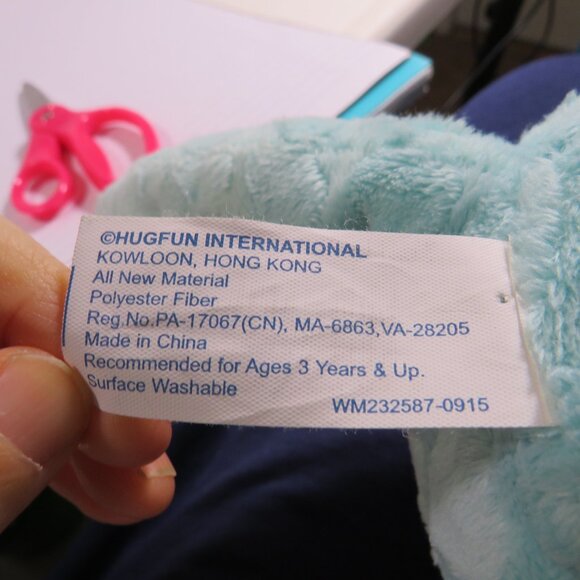 ©HUGFUN INTERNATIONAL
KOWLOON, HONG KONG
All New Material
Polyester Fiber
Reg.No.PA-17067(CN), MA-6863,VA-28205
Made in China
Recommended for Ages 3 Years & Up.
Surface Washable
WM232587-0915